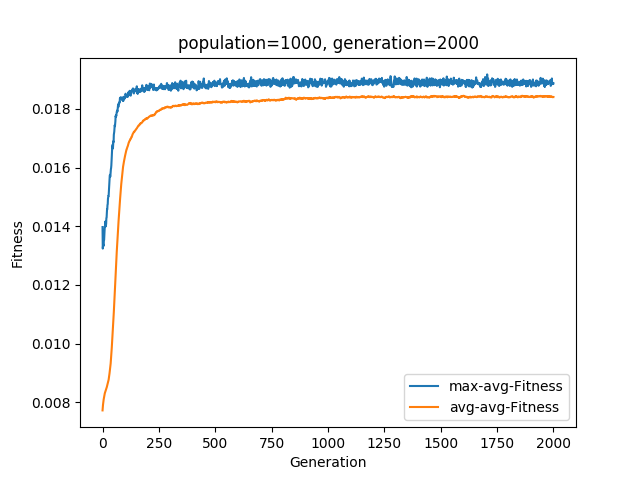 population=1000, generation=2000
Fitness
0.018
0.016
0.014
0.012
0.010
0.008
max-avg-Fitness
avg-avg-Fitness
0 250 500 750 1000 1250 1500 1750 2000
Generation